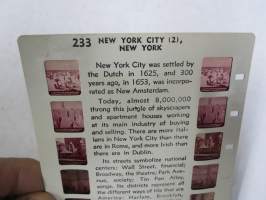 233 NEW YORK CITY (2),
NEW YORK
New York City was settled by
the Dutch in 1625, and 300
years ago, in 1653, was incorpo-
rated as New Amsterdam.
Today, almost 8,000,000
throng this jungle of skyscrapers
and apartment houses working
at its main industry of buying
and selling. There are more Ital-
ians in New York City than there
are in Rome, and more Irish than
there are in Dublin.
Its streets symbolize national
centers: Wall Street, financial;
Broadway, the theatre; Park Ave-
nue, society; Tin Pan Alley,
songs. Its districts represent all
the different ways of life that are
American: Harlem, Brooklyn,